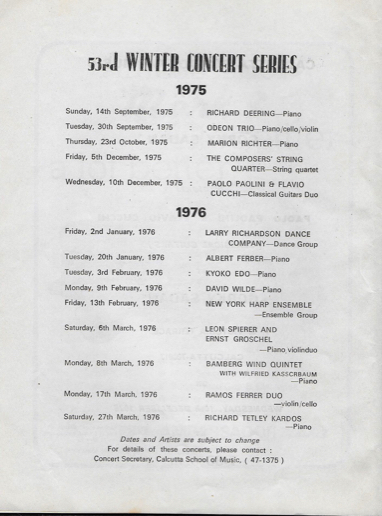 53rd WINTER CONCERT SERIES
1975
Sunday, 14th September, 1975 : RICHARD DEERING—Piano
Tuesday, 30th September, 1975 : ODEON TRIO—Piano/cello/violin
Thursday, 23rd October, 1975 : MARION RICHTER—Piano
Friday, 5th December, 1975 : THE COMPOSERS' STRING
QUARTER—String quartet
Wednesday, 10th December, 1975 : PAOLO PAOLINI & FLAVIO
CUCCHI—Classical Guitars Duo
1976
Friday, 2nd January, 1976 : LARRY RICHARDSON DANCE
COMPANY—Dance Group
Tuesday, 20th January, 1976 : ALBERT FERBER—Piano
Tuesday, 3rd February, 1976 : KYOKO EDO—Piano
Monday, 9th February, 1976 : DAVID WILDE—Piano
Friday, 13th February, 1976 : NEW YORK HARP ENSEMBLE
—Ensemble Group
Saturday, 6th March, 1976 : LEON SPIERER AND
ERNST GROSCHEL
—Piano violinduo
Monday, 8th March, 1976 : BAMBERG WIND QUINTET
WITH WILFRIED KASSCRBAUM
—Piano
Monday, 17th March, 1976 : RAMOS FERRER DUO
—violin/cello
Saturday, 27th March, 1976 : RICHARD TETLEY KARDOS
—Piano
Dates and Artists are subject to change
For details of these concerts, please contact :
Concert Secretary, Calcutta School of Music, ( 47-1375 )